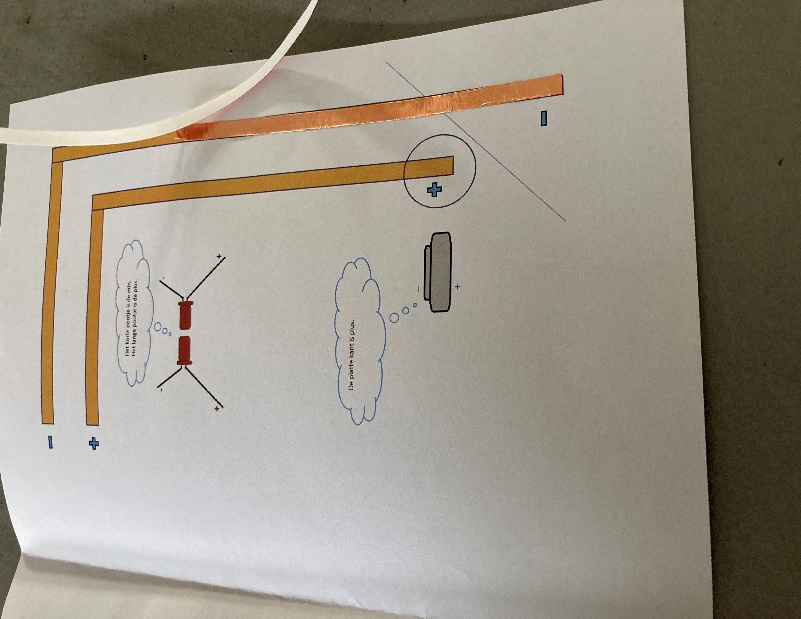 Het korte pootje is de min.
Het lange pootje is de plus.
- +
- +
De platte kant is plus.
- +
-
+
-
+